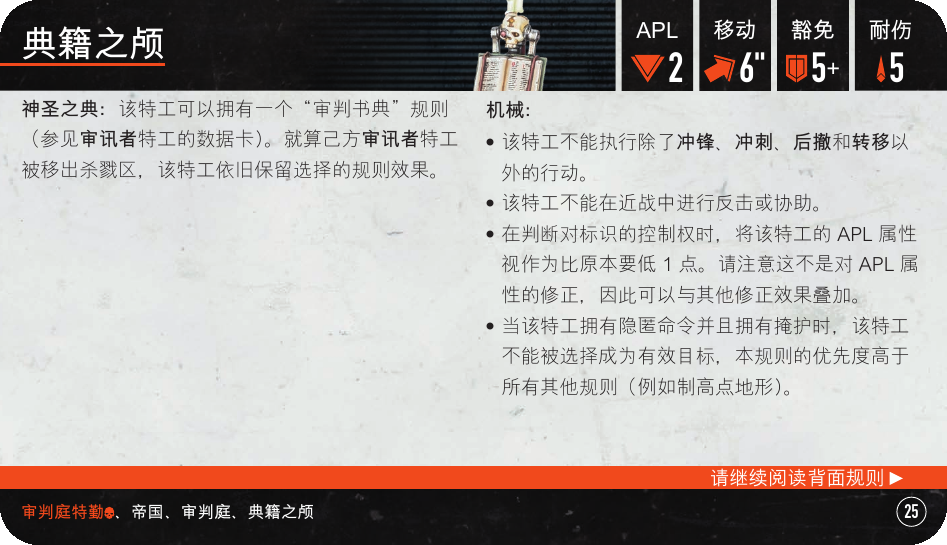 典籍之颅
APL 移动 豁免 耐伤
2 6" 5+ 5
神圣之典：该特工可以拥有一个“审判书典”规则
（参见审讯者特工的数据卡）。就算己方审讯者特工
被移出杀戮区，该特工依旧保留选择的规则效果。
机械：
• 该特工不能执行除了冲锋、冲刺、后撤和转移以
外的行动。
• 该特工不能在近战中进行反击或协助。
• 在判断对标识的控制权时，将该特工的 APL 属性
视作为比原本要低 1 点。请注意这不是对 APL 属
性的修正，因此可以与其他修正效果叠加。
• 当该特工拥有隐匿命令并且拥有掩护时，该特工
不能被选择成为有效目标，本规则的优先度高于
所有其他规则（例如制高点地形）。
请继续阅读背面规则 ▶
审判庭特勤、帝国、审判庭、典籍之颅
25